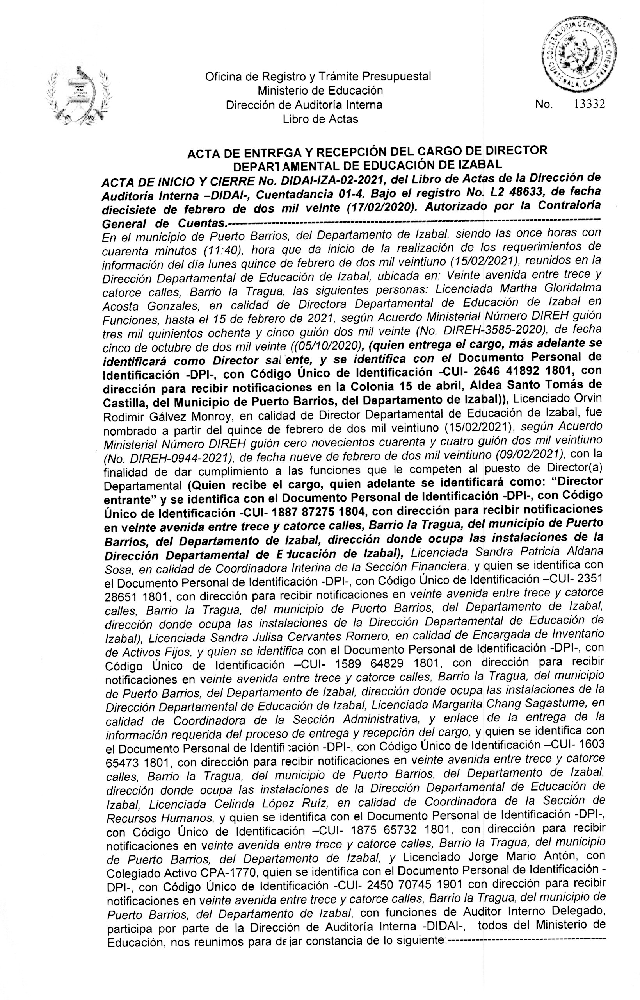 CONTRALORIA GENERAL DE CUENTAS
GUATEMALA, C.A.
Oficina de Registro y Trámite Presupuestal
Ministerio de Educación
Dirección de Auditoría Interna
Libro de Actas
No. 13332
ACTA DE ENTREGA Y RECEPCIÓN DEL CARGO DE DIRECTOR
DEPARTAMENTAL DE EDUCACIÓN DE IZABAL
ACTA DE INICIO Y CIERRE No. DIDAI-IZA-02-2021, del Libro de Actas de la Dirección de
Auditoría Interna –DIDAI-, Cuentadancia 01-4. Bajo el registro No. L2 48633, de fecha
diecisiete de febrero de dos mil veinte (17/02/2020). Autorizado por la Contraloría
General de Cuentas.-----------------------------------------------------------------------------------------------
En el municipio de Puerto Barrios, del Departamento de Izabal, siendo las once horas con
cuarenta minutos (11:40), hora que da inicio de la realización de los requerimientos de
información del día lunes quince de febrero de dos mil veintiuno (15/02/2021), reunidos en la
Dirección Departamental de Educación de Izabal, ubicada en: Veinte avenida entre trece y
catorce calles, Barrio la Tragua, las siguientes personas: Licenciada Martha Gloridalma
Acosta Gonzales, en calidad de Directora Departamental de Educación de Izabal en
Funciones, hasta el 15 de febrero de 2021, según Acuerdo Ministerial Número DIREH guión
tres mil quinientos ochenta y cinco guión dos mil veinte (No. DIREH-3585-2020), de fecha
cinco de octubre de dos mil veinte ((05/10/2020), (quien entrega el cargo, más adelante se
identificará como Director saliente, y se identifica con el Documento Personal de
Identificación -DPI-, con Código Único de Identificación -CUI- 2646 41892 1801, con
dirección para recibir notificaciones en la Colonia 15 de abril, Aldea Santo Tomás de
Castilla, del Municipio de Puerto Barrios, del Departamento de Izabal)), Licenciado Orvin
Rodimir Gálvez Monroy, en calidad de Director Departamental de Educación de Izabal, fue
nombrado a partir del quince de febrero de dos mil veintiuno (15/02/2021), según Acuerdo
Ministerial Número DIREH guión cero novecientos cuarenta y cuatro guión dos mil veintiuno
(No. DIREH-0944-2021), de fecha nueve de febrero de dos mil veintiuno (09/02/2021), con la
finalidad de dar cumplimiento a las funciones que le competen al puesto de Director(a)
Departamental (Quien recibe el cargo, quien adelante se identificará como: “Director
entrante” y se identifica con el Documento Personal de Identificación -DPI-, con Código
Único de Identificación -CUI- 1887 87275 1804, con dirección para recibir notificaciones
en veinte avenida entre trece y catorce calles, Barrio la Tragua, del municipio de Puerto
Barrios, del Departamento de Izabal, dirección donde ocupa las instalaciones de la
Dirección Departamental de Educación de Izabal), Licenciada Sandra Patricia Aldana
Sosa, en calidad de Coordinadora Interina de la Sección Financiera, y quien se identifica con
el Documento Personal de Identificación -DPI-, con Código Único de Identificación –CUI- 2351
28651 1801, con dirección para recibir notificaciones en veinte avenida entre trece y catorce
calles, Barrio la Tragua, del municipio de Puerto Barrios, del Departamento de Izabal,
dirección donde ocupa las instalaciones de la Dirección Departamental de Educación de
Izabal), Licenciada Sandra Julisa Cervantes Romero, en calidad de Encargada de Inventario
de Activos Fijos, y quien se identifica con el Documento Personal de Identificación -DPI-, con
Código Único de Identificación –CUI- 1589 64829 1801, con dirección para recibir
notificaciones en veinte avenida entre trece y catorce calles, Barrio la Tragua, del municipio
de Puerto Barrios, del Departamento de Izabal, dirección donde ocupa las instalaciones de la
Dirección Departamental de Educación de Izabal, Licenciada Margarita Chang Sagastume, en
calidad de Coordinadora de la Sección Administrativa, y enlace de la entrega de la
información requerida del proceso de entrega y recepción del cargo, y quien se identifica con
el Documento Personal de Identificación -DPI-, con Código Único de Identificación –CUI- 1603
65473 1801, con dirección para recibir notificaciones en veinte avenida entre trece y catorce
calles, Barrio la Tragua, del municipio de Puerto Barrios, del Departamento de Izabal,
dirección donde ocupa las instalaciones de la Dirección Departamental de Educación de
Izabal, Licenciada Celinda López Ruíz, en calidad de Coordinadora de la Sección de
Recursos Humanos, y quien se identifica con el Documento Personal de Identificación -DPI-,
con Código Único de Identificación –CUI- 1875 65732 1801, con dirección para recibir
notificaciones en veinte avenida entre trece y catorce calles, Barrio la Tragua, del municipio
de Puerto Barrios, del Departamento de Izabal, y Licenciado Jorge Mario Antón, con
Colegiado Activo CPA-1770, quien se identifica con el Documento Personal de Identificación -
DPI-, con Código Único de Identificación -CUI- 2450 70745 1901 con dirección para recibir
notificaciones en veinte avenida entre trece y catorce calles, Barrio la Tragua, del municipio de
Puerto Barrios, del Departamento de Izabal, con funciones de Auditor Interno Delegado,
participa por parte de la Dirección de Auditoría Interna -DIDAI-, todos del Ministerio de
Educación, nos reunimos para dejar constancia de lo siguiente:----------------------------------------